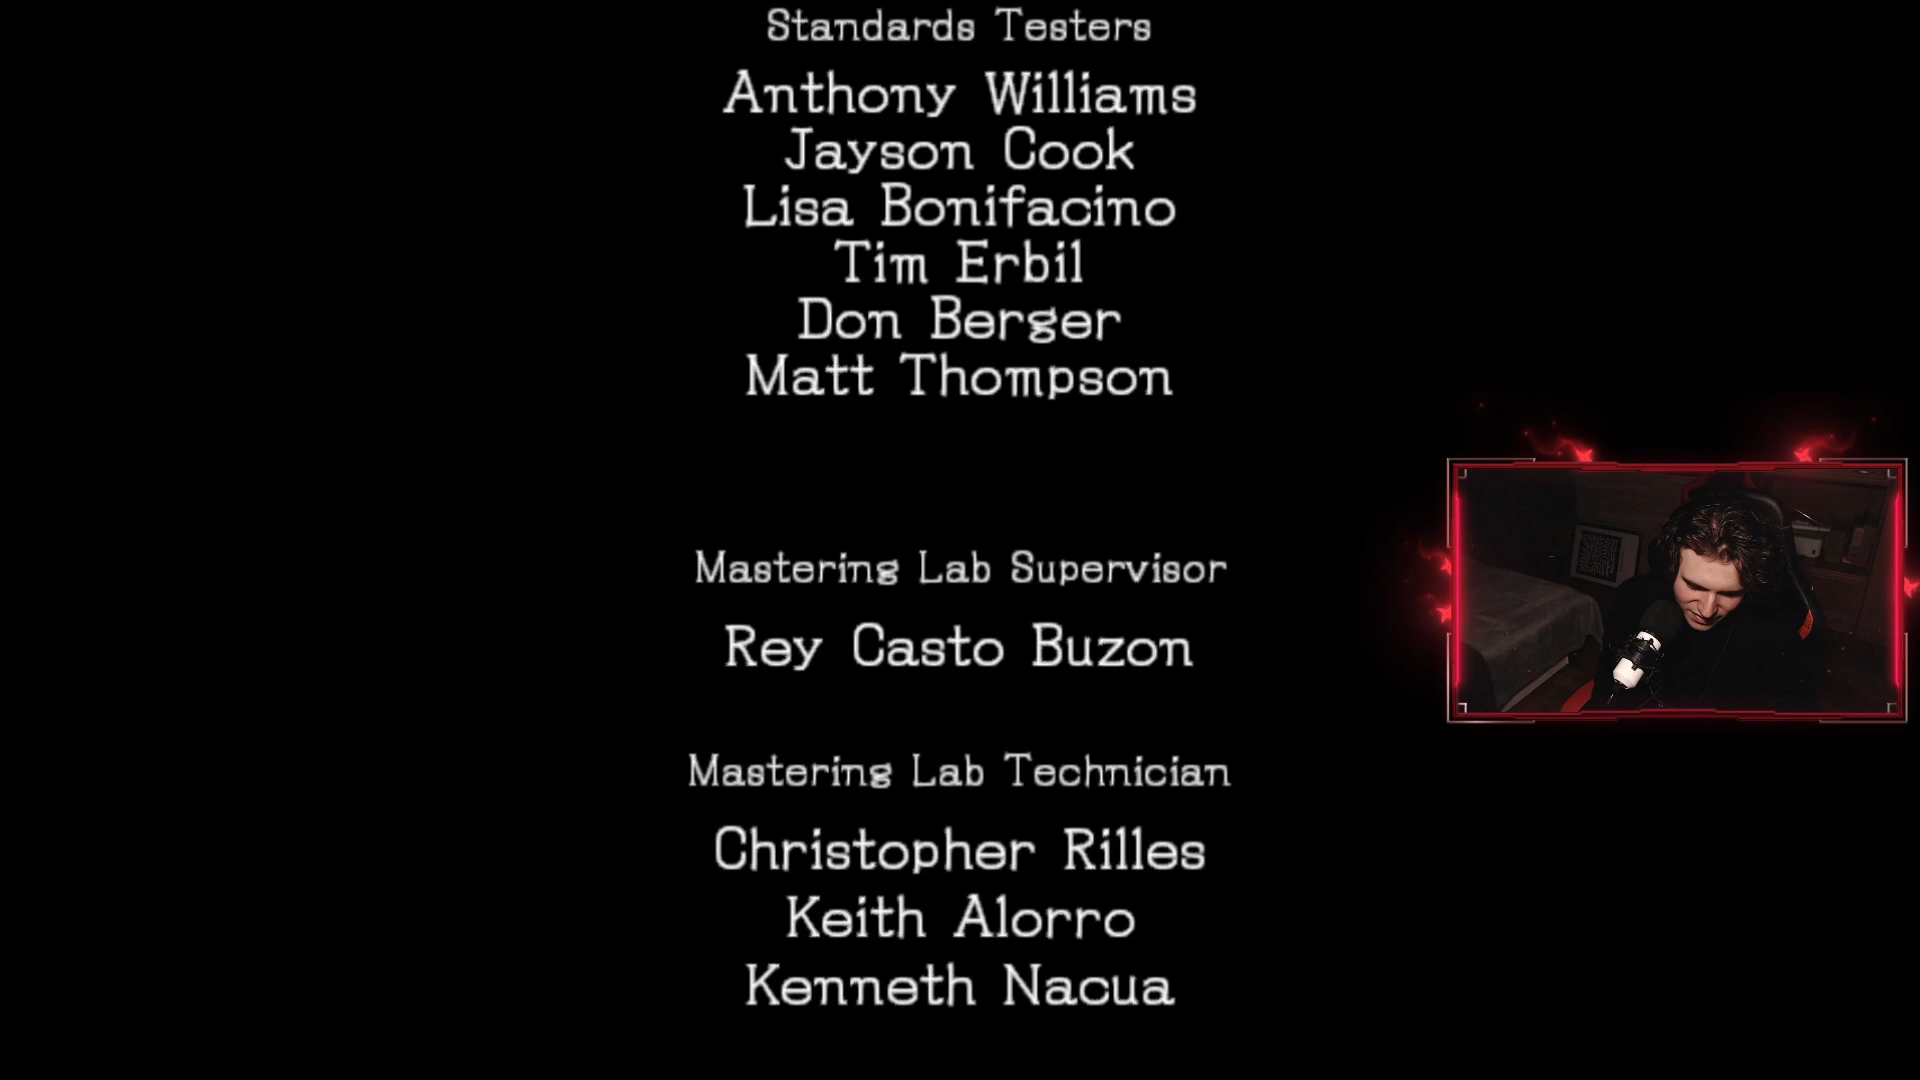 Standards Testers
Anthony Williams
Jayson Cook
Lisa Bonifacino
Tim Erbil
Don Berger
Matt Thompson
Mastering Lab Supervisor
Rey Casto Buzon
Mastering Lab Technician
Christopher Rilles
Keith Alorro
Kenneth Nacua